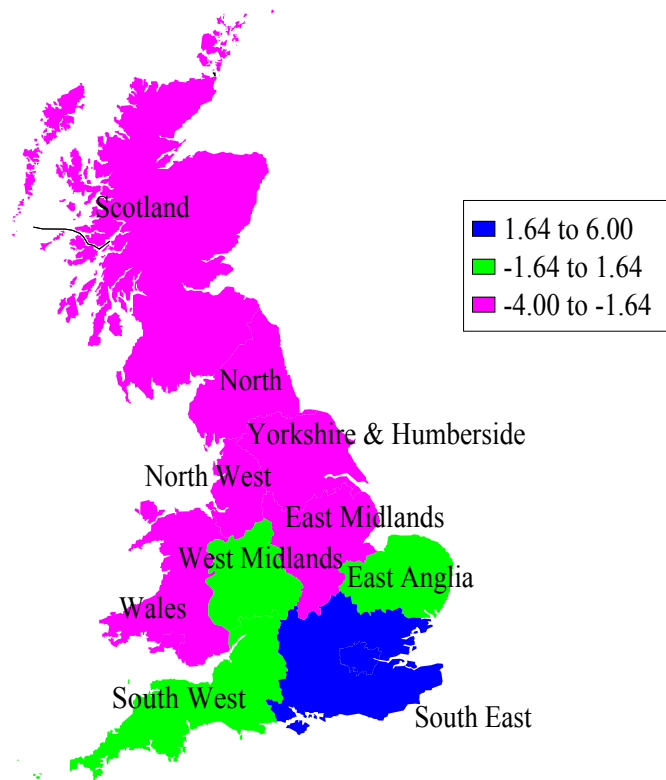 Scotland
1.64 to 6.00
-1.64 to 1.64
-4.00 to -1.64
North
Yorkshire & Humberside
North West
East Midlands
West Midlands
East Anglia
Wales
South West
South East